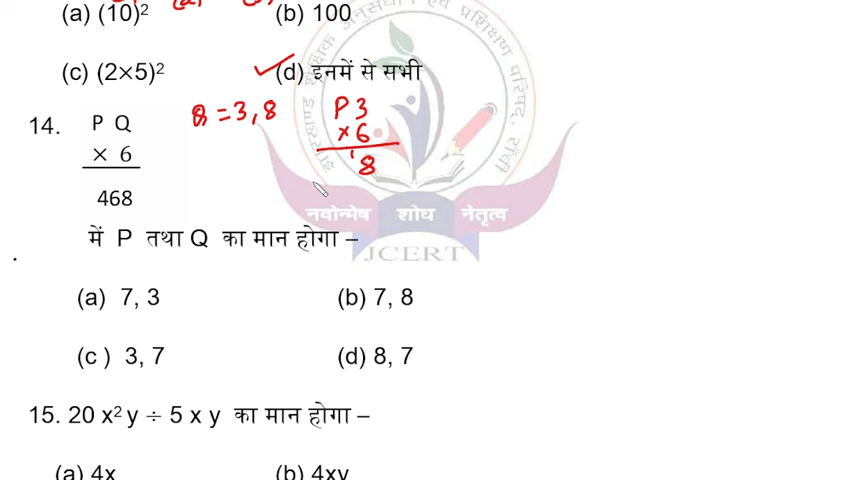 (a) (10)² (b) 100
(c) (2×5)² (d) इनमें से सभी
14. P Q
× 6
468
Q = 3, 8
P 3
× 6
1 8
नवोन्मेष शोध नेतृत्व
JCERT
में P तथा Q का मान होगा –
(a) 7, 3 (b) 7, 8
(c ) 3, 7 (d) 8, 7
15. 20 x² y ÷ 5 x y का मान होगा –
(a) 4x (b) 4xy